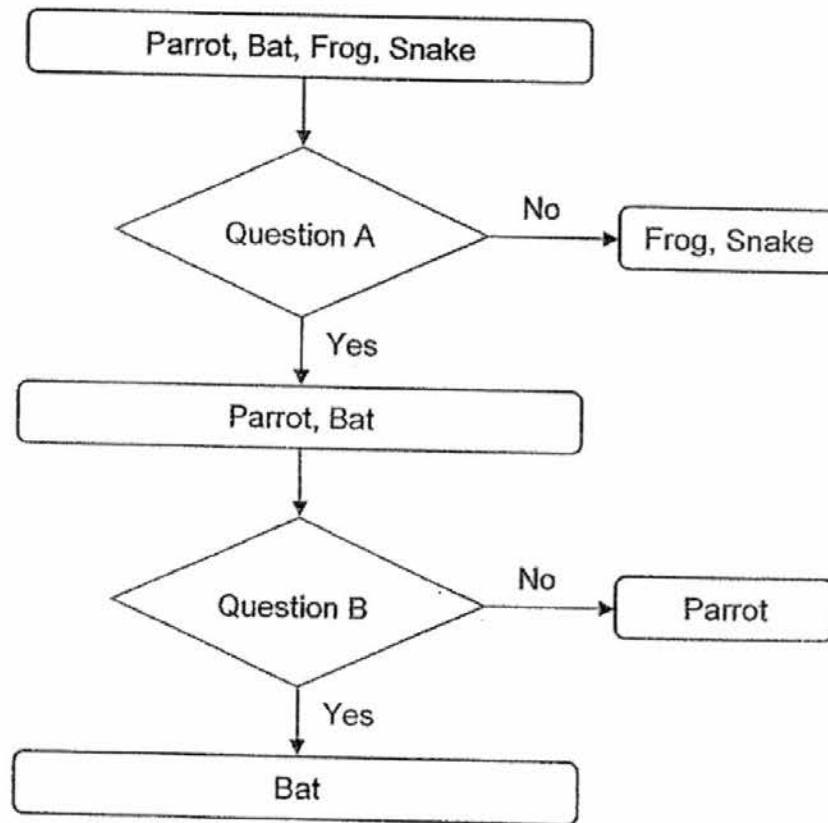 Parrot, Bat, Frog, Snake
Question A
No
Frog, Snake
Yes
Parrot, Bat
Question B
No
Parrot
Yes
Bat